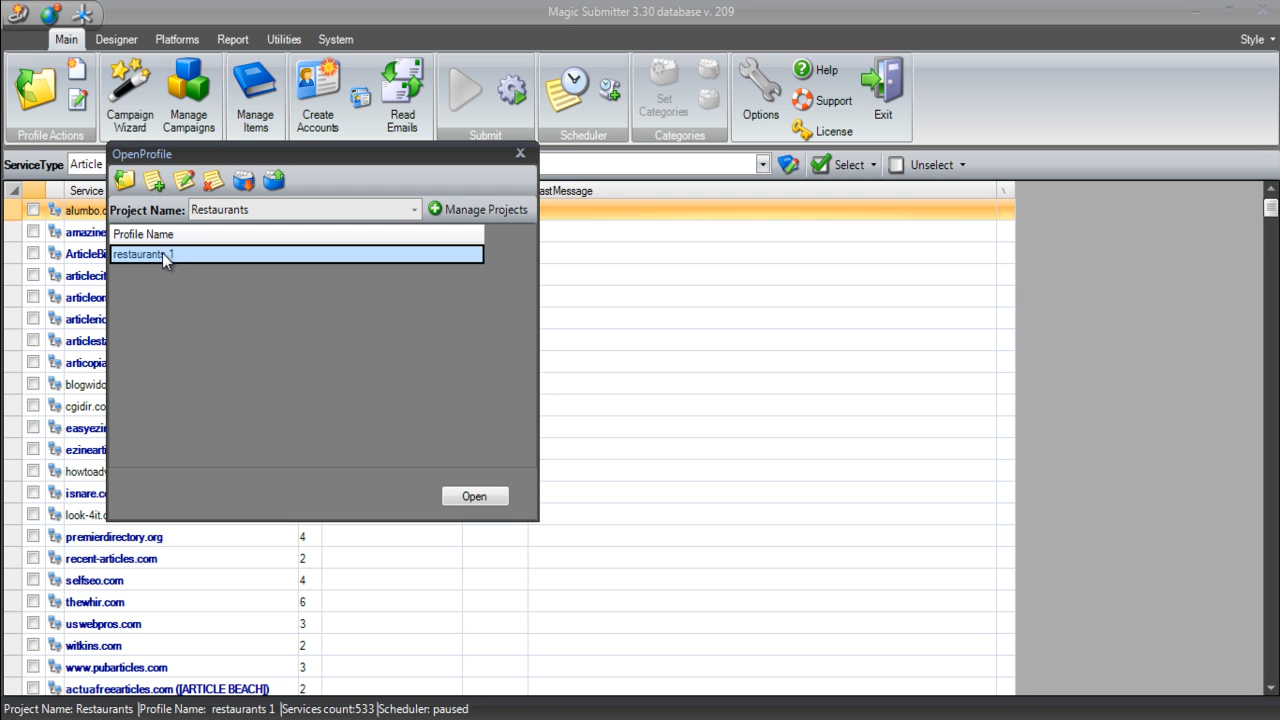 Magic Submitter 3.30 database v. 209
Main Designer Platforms Report Utilities System Style
Campaign Wizard
Manage Campaigns
Manage Items
Create Accounts
Read Emails
Set Categories
Options
Help
Support
License
Exit
Profile Actions Submit Scheduler Categories
ServiceType Article Select Unselect
OpenProfile
Project Name: Restaurants Manage Projects
Profile Name
restaurants 1
Open
Service astMessage
alumbo.c
amazine
ArticleBi
articlecit
articleor
articleric
articlesta
articopia
blogwido
cgidir.co
easyezin
ezinearti
howtoadv
isnare.co
look-4it.c
premierdirectory.org 4
recent-articles.com 2
selfseo.com 4
thewhir.com 6
uswebpros.com 3
witkins.com 2
www.pubarticles.com 3
actuafreearticles.com ([ARTICLE BEACH]) 2
Project Name: Restaurants |Profile Name: restaurants 1 |Services count:533|Scheduler: paused